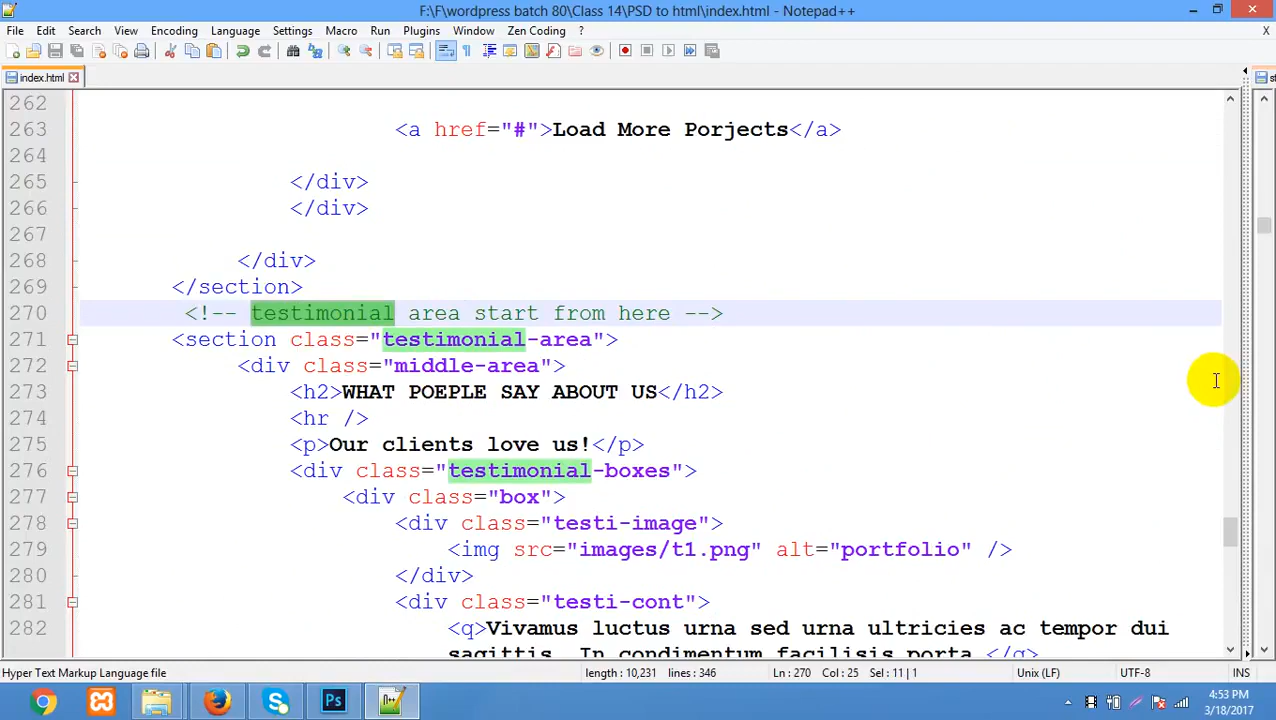 F:\F\wordpress batch 80\Class 14\PSD to html\index.html - Notepad++
File Edit Search View Encoding Language Settings Macro Run Plugins Window Zen Coding ? X
index.html
262
263 <a href="#">Load More Porjects</a>
264
265 </div>
266 </div>
267
268 </div>
269 </section>
270 <!-- testimonial area start from here -->
271 <section class="testimonial-area">
272 <div class="middle-area">
273 <h2>WHAT POEPLE SAY ABOUT US</h2>
274 <hr />
275 <p>Our clients love us!</p>
276 <div class="testimonial-boxes">
277 <div class="box">
278 <div class="testi-image">
279 <img src="images/t1.png" alt="portfolio" />
280 </div>
281 <div class="testi-cont">
282 <q>Vivamus luctus urna sed urna ultricies ac tempor dui
sagittis. In condimentum facilisis porta.</q>
Hyper Text Markup Language file length : 10,231 lines : 346 Ln : 270 Col : 25 Sel : 11 | 1 Unix (LF) UTF-8 INS
Ps
4:53 PM
3/18/2017